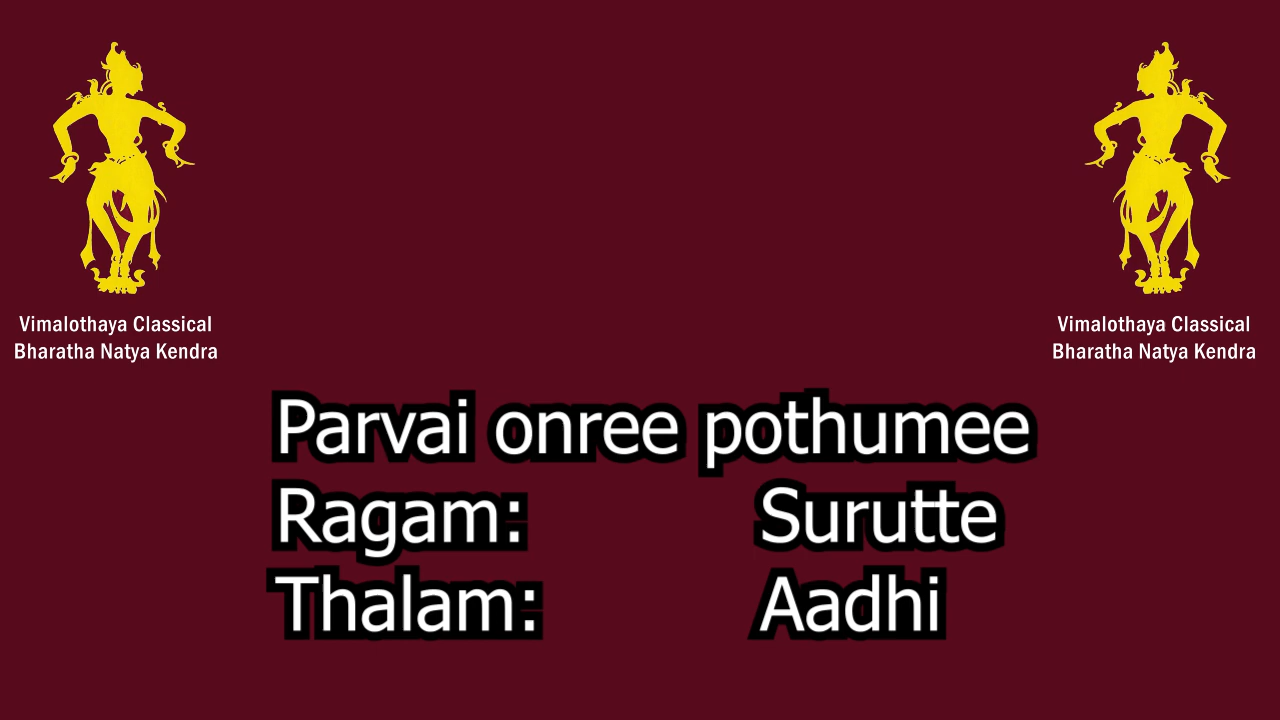 Vimalothaya Classical
Bharatha Natya Kendra
Vimalothaya Classical
Bharatha Natya Kendra
Parvai onree pothumee
Ragam: Surutte
Thalam: Aadhi